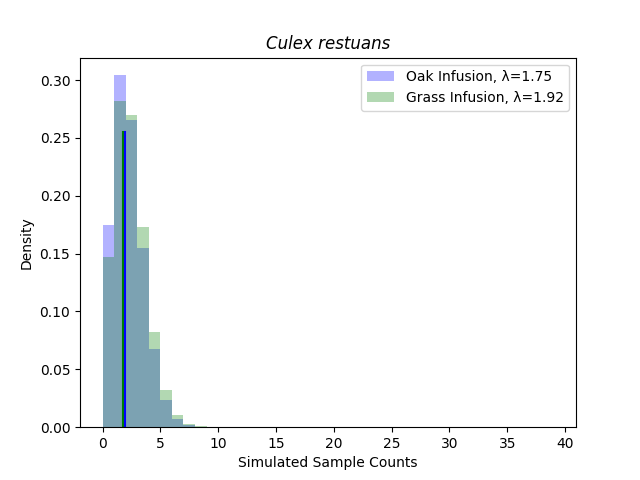 Culex restuans
Oak Infusion, λ=1.75
Grass Infusion, λ=1.92
0.30
0.25
0.20
0.15
0.10
0.05
0.00
Density
0 5 10 15 20 25 30 35 40
Simulated Sample Counts